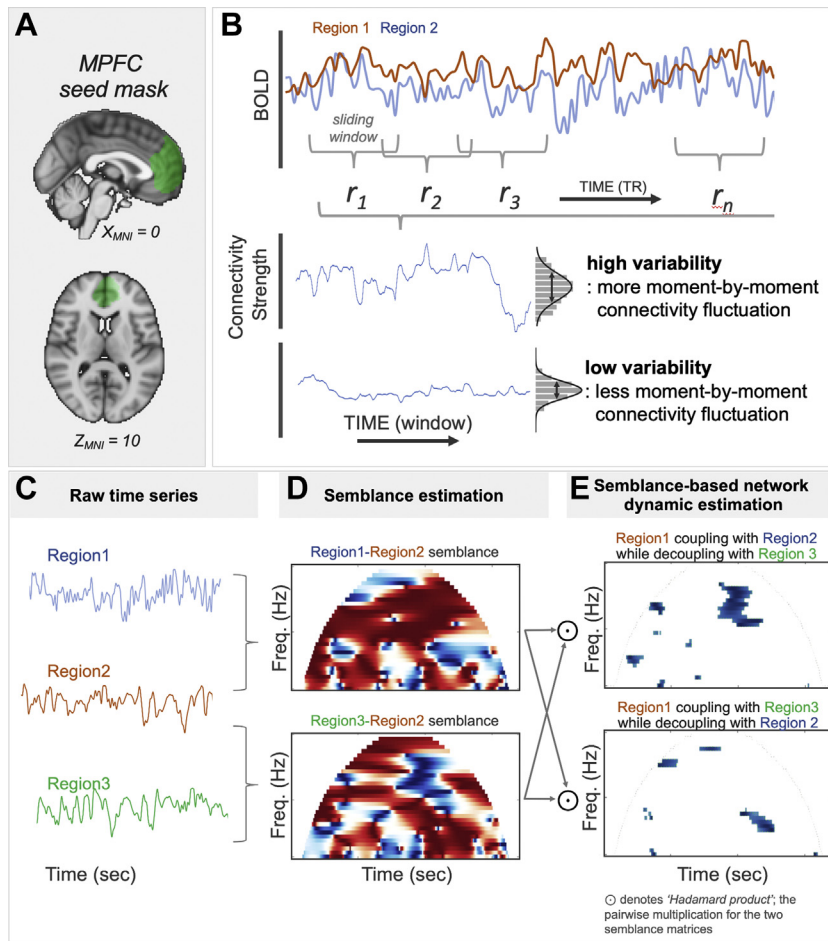 A
MPFC
seed mask
X MNI = 0
Z MNI = 10
B
Region 1 Region 2
BOLD
sliding
window
r1 r2 r3 TIME (TR) rn
Connectivity
Strength
high variability
: more moment-by-moment
connectivity fluctuation
low variability
: less moment-by-moment
connectivity fluctuation
TIME (window)
C Raw time series
Region1
Region2
Region3
Time (sec)
D Semblance estimation
Region1-Region2 semblance
Freq. (Hz)
Region3-Region2 semblance
Freq. (Hz)
Time (sec)
E Semblance-based network
dynamic estimation
Region1 coupling with Region2
while decoupling with Region 3
Freq. (Hz)
Region1 coupling with Region3
while decoupling with Region 2
Freq. (Hz)
Time (sec)
⊙ denotes ‘Hadamard product’; the
pairwise multiplication for the two
semblance matrices